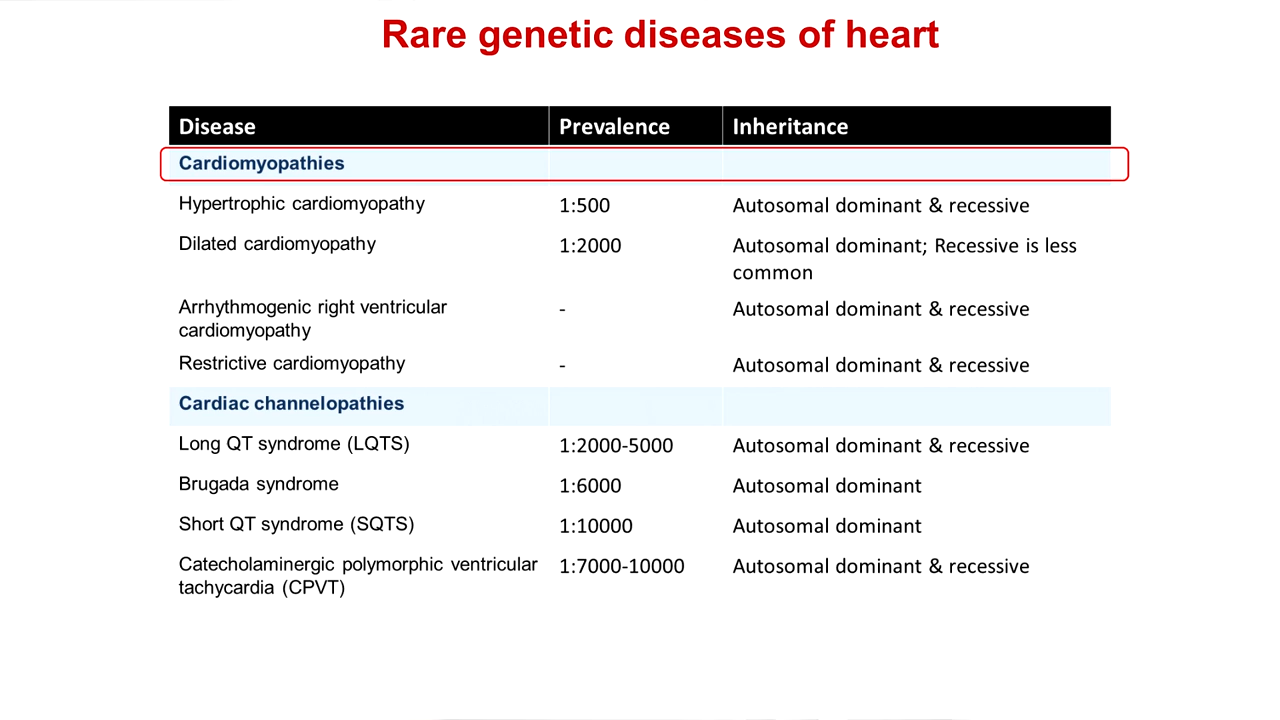 Rare genetic diseases of heart
Disease Prevalence Inheritance
Cardiomyopathies
Hypertrophic cardiomyopathy 1:500 Autosomal dominant & recessive
Dilated cardiomyopathy 1:2000 Autosomal dominant; Recessive is less
common
Arrhythmogenic right ventricular
cardiomyopathy - Autosomal dominant & recessive
Restrictive cardiomyopathy - Autosomal dominant & recessive
Cardiac channelopathies
Long QT syndrome (LQTS) 1:2000-5000 Autosomal dominant & recessive
Brugada syndrome 1:6000 Autosomal dominant
Short QT syndrome (SQTS) 1:10000 Autosomal dominant
Catecholaminergic polymorphic ventricular
tachycardia (CPVT) 1:7000-10000 Autosomal dominant & recessive